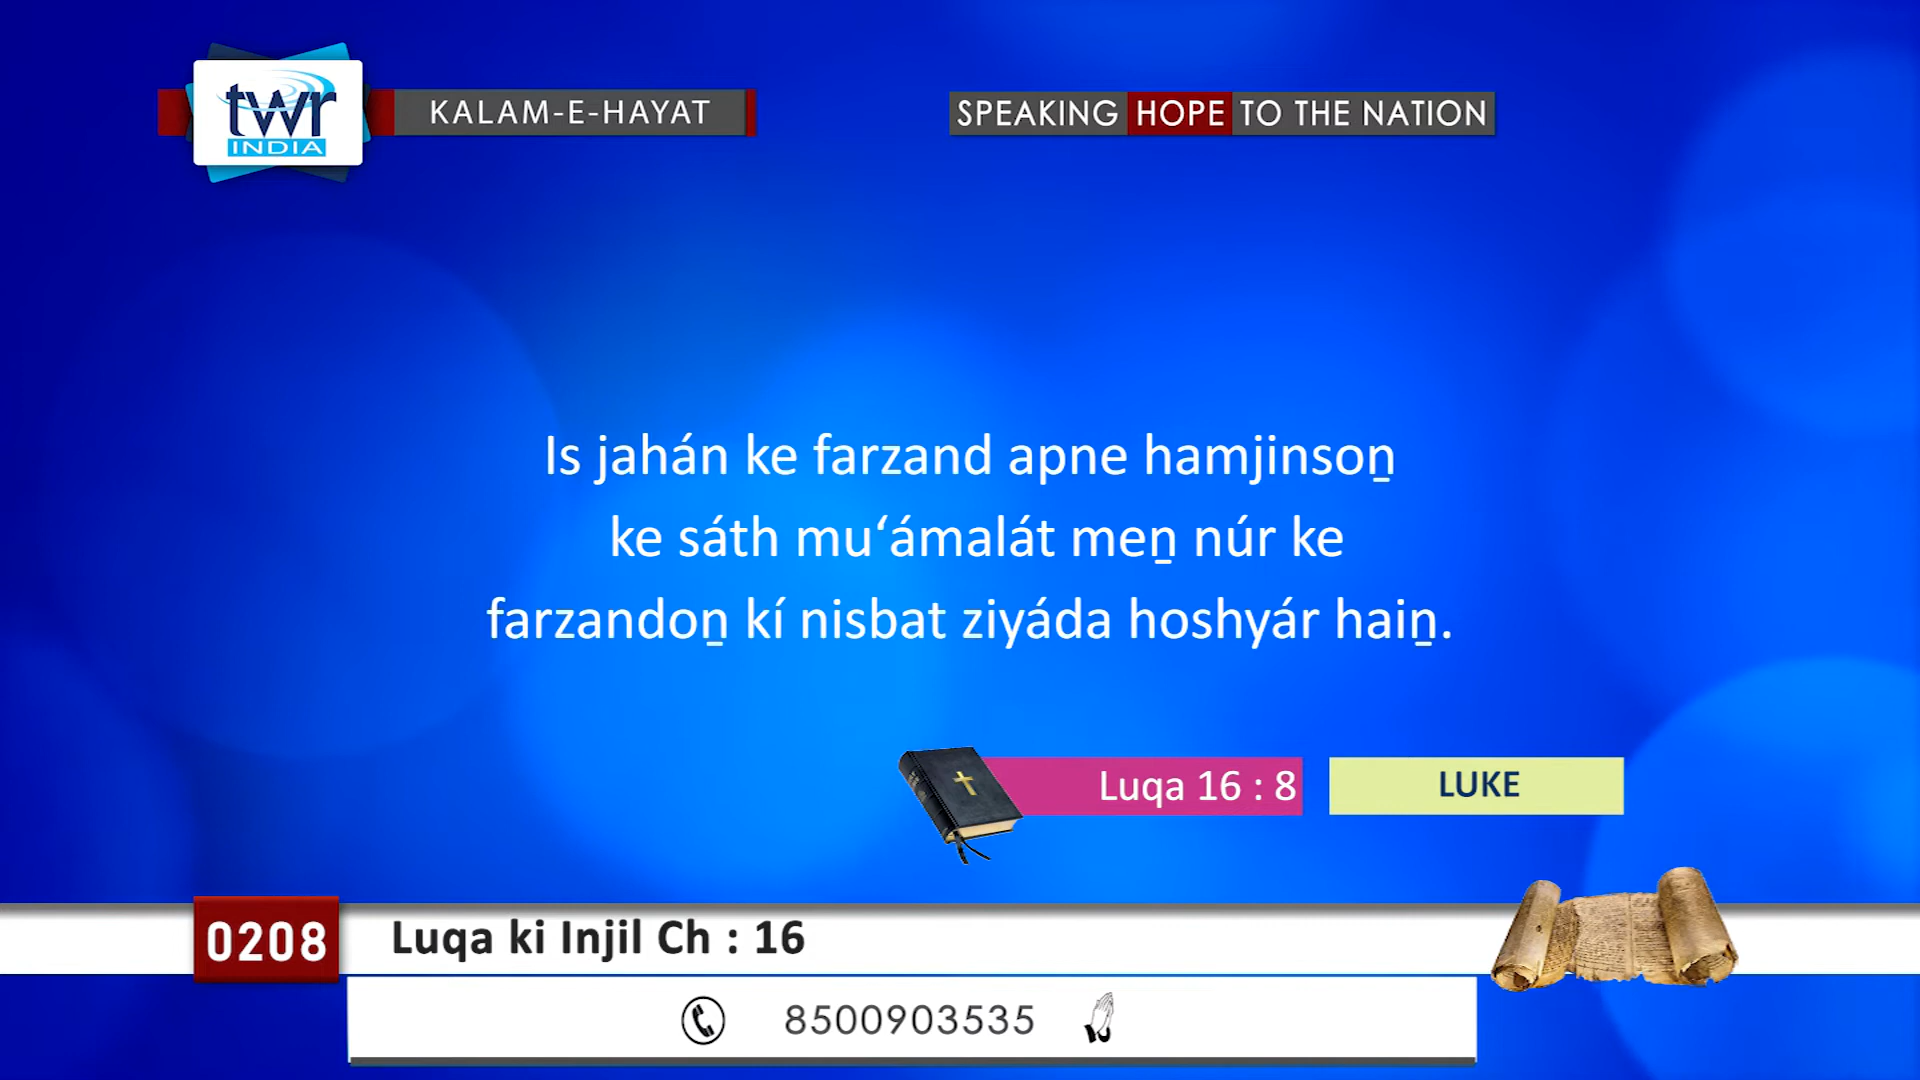 twr
INDIA
KALAM-E-HAYAT
SPEAKING HOPE TO THE NATION
Is jahán ke farzand apne hamjinsoṉ
ke sáth mu‘ámalát meṉ núr ke
farzandoṉ kí nisbat ziyáda hoshyár haiṉ.
Luqa 16 : 8
LUKE
0208
Luqa ki Injil Ch : 16
8500903535